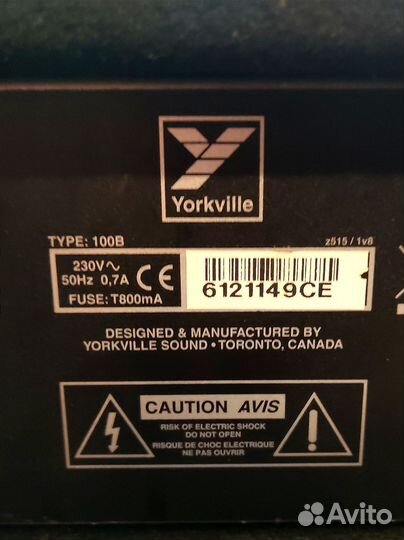 Yorkville
TYPE: 100B
z515 / 1v8
230V~
50Hz 0,7A
FUSE: T800mA
CE
6121149CE
DESIGNED & MANUFACTURED BY
YORKVILLE SOUND • TORONTO, CANADA
CAUTION AVIS
RISK OF ELECTRIC SHOCK
DO NOT OPEN
RISQUE DE CHOC ELECTRIQUE
NE PAS OUVRIR
Avito